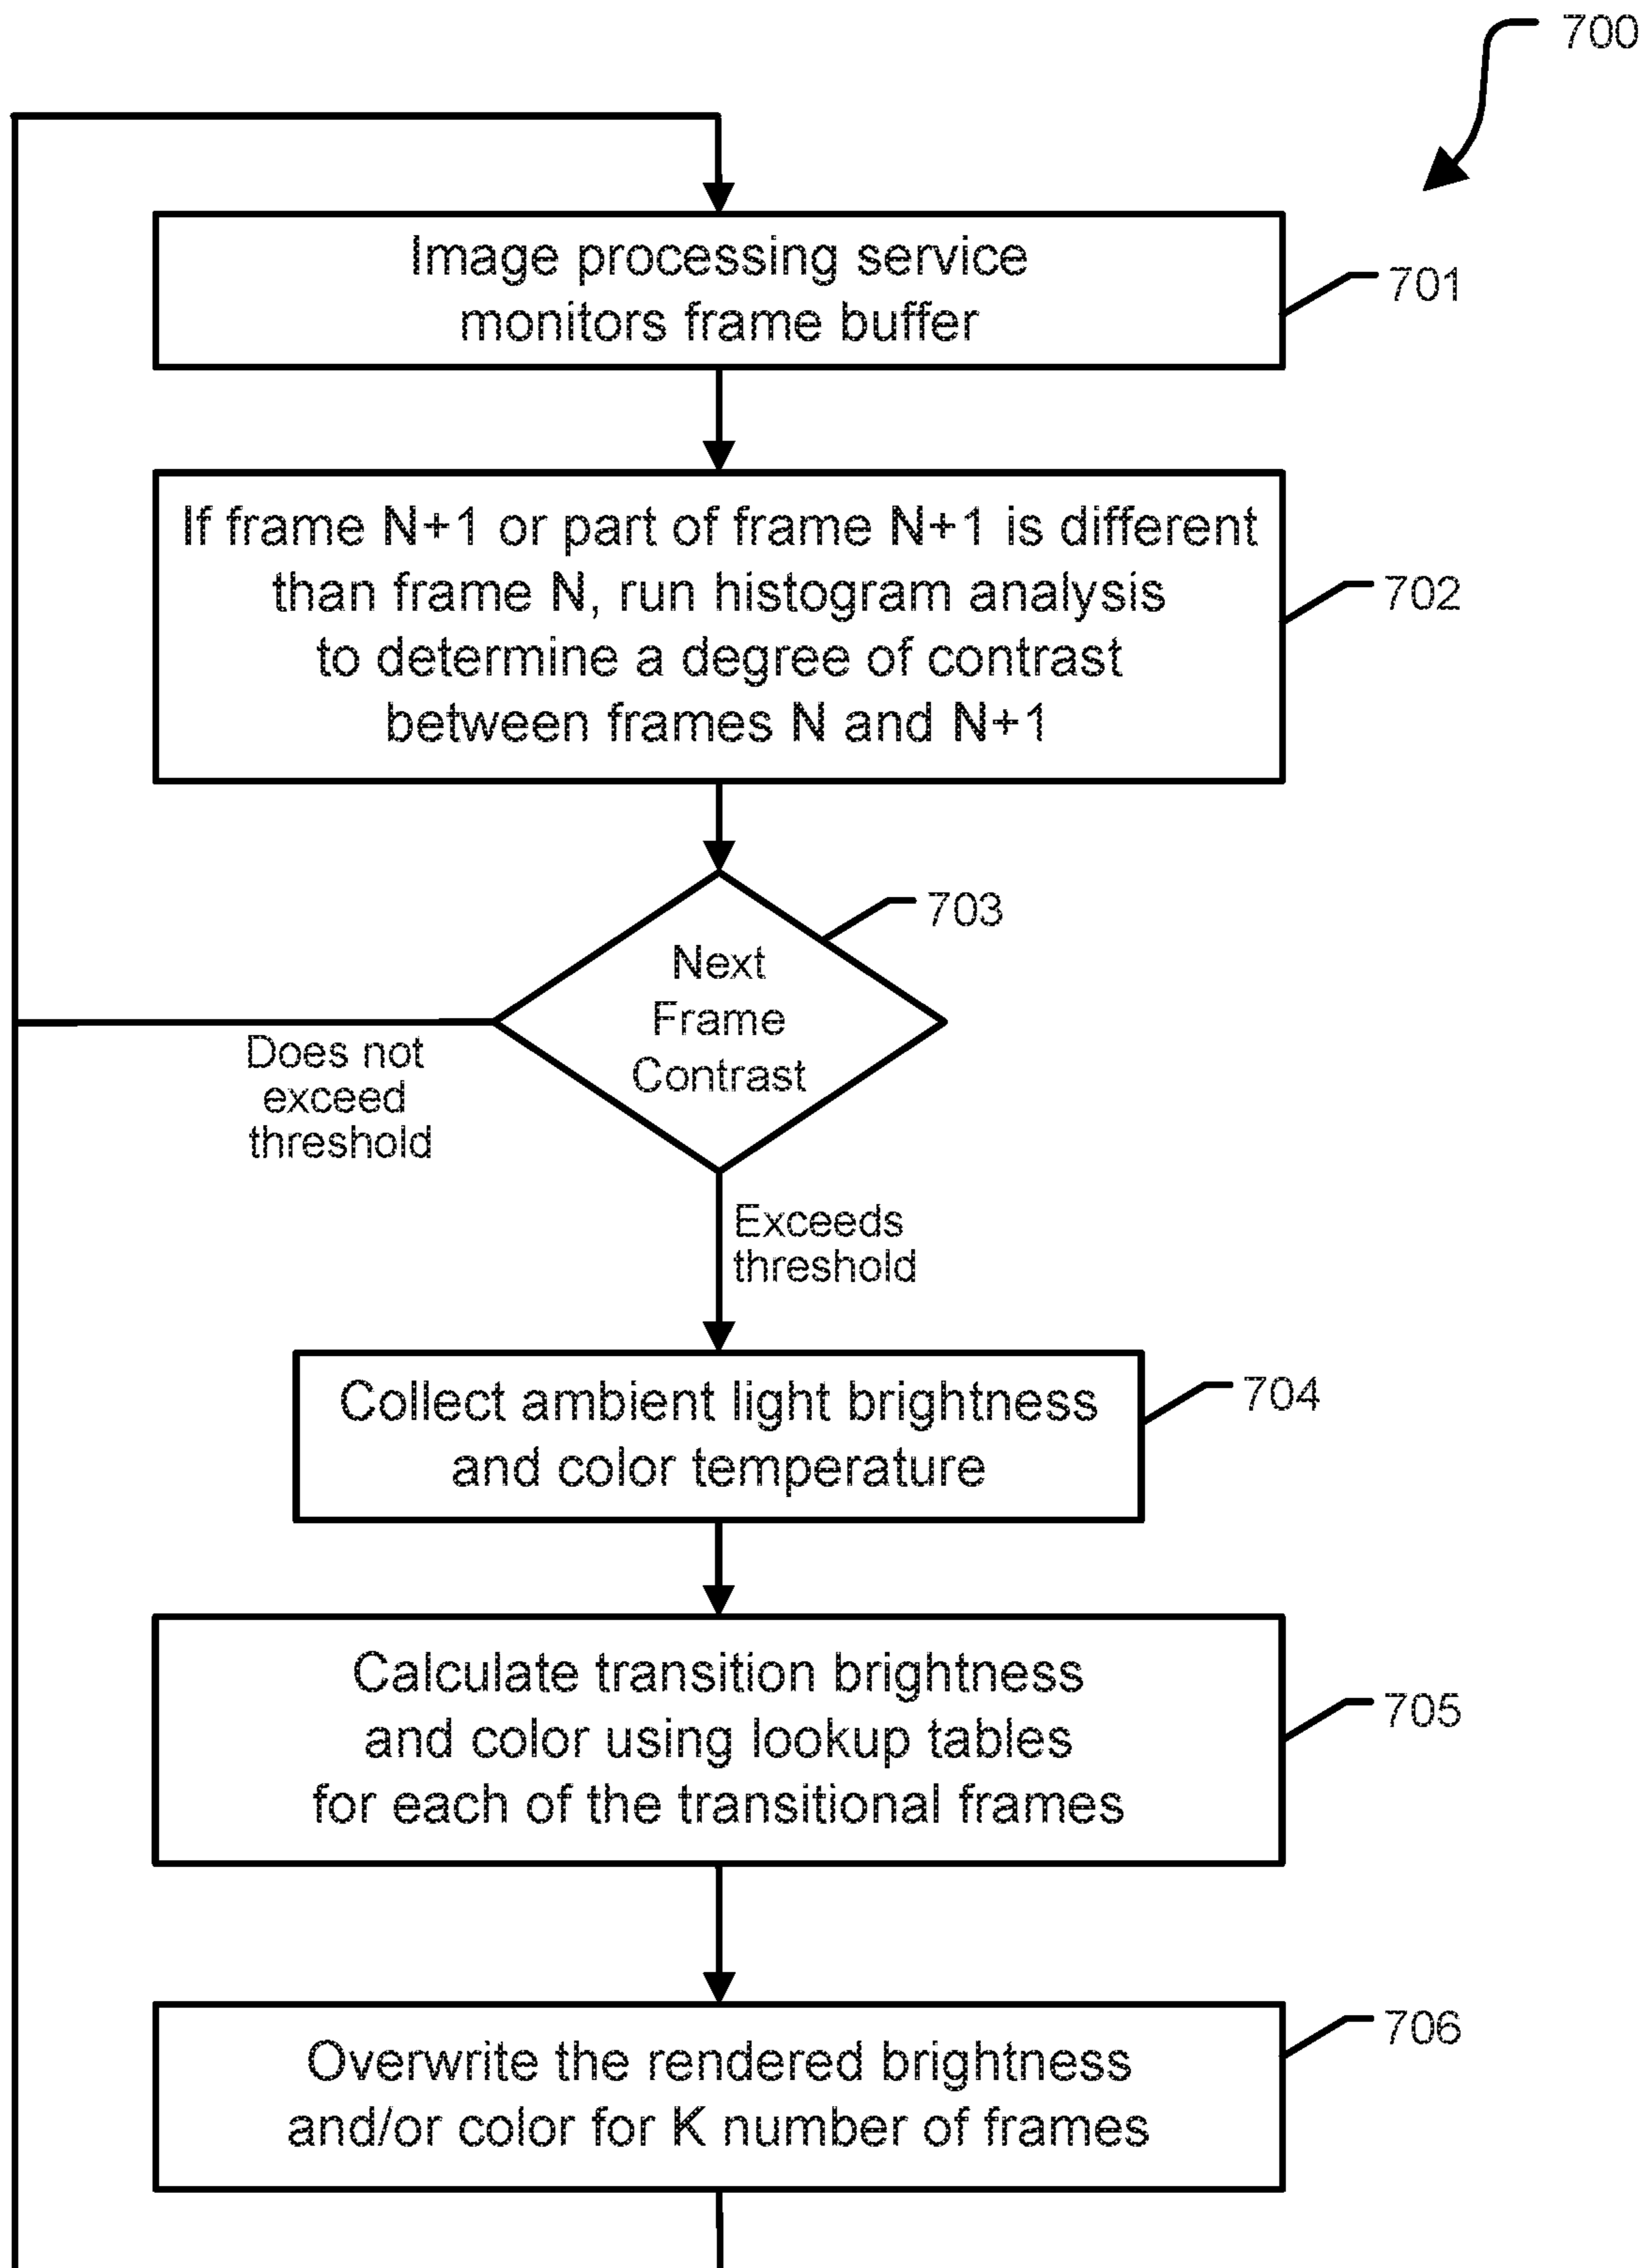 700
Image processing service
monitors frame buffer
701
If frame N+1 or part of frame N+1 is different
than frame N, run histogram analysis
to determine a degree of contrast
between frames N and N+1
702
703
Next
Frame
Contrast
Does not
exceed
threshold
Exceeds
threshold
Collect ambient light brightness
and color temperature
704
Calculate transition brightness
and color using lookup tables
for each of the transitional frames
705
Overwrite the rendered brightness
and/or color for K number of frames
706